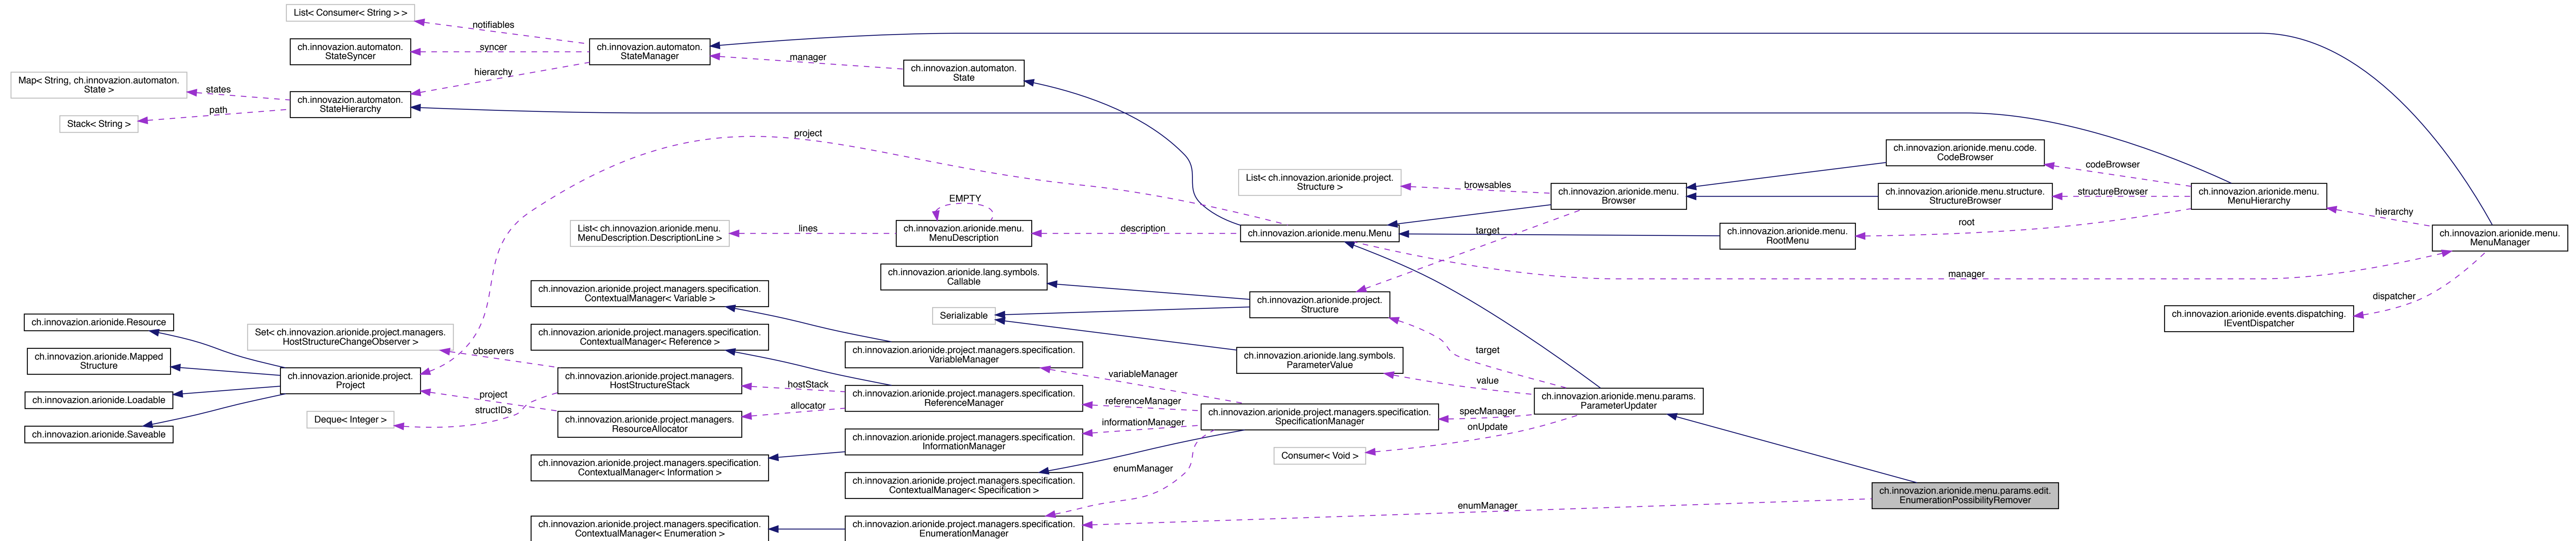 List< Consumer< String > >
notifiables
ch.innovazion.automaton.
StateSyncer
syncer
ch.innovazion.automaton.
StateManager
manager
ch.innovazion.automaton.
State
hierarchy
Map< String, ch.innovazion.automaton.
State >
states
ch.innovazion.automaton.
StateHierarchy
path
Stack< String >
project
ch.innovazion.arionide.menu.code.
CodeBrowser
codeBrowser
List< ch.innovazion.arionide.project.
Structure >
browsables
ch.innovazion.arionide.menu.
Browser
ch.innovazion.arionide.menu.structure.
StructureBrowser
structureBrowser
ch.innovazion.arionide.menu.
MenuHierarchy
hierarchy
EMPTY
List< ch.innovazion.arionide.menu.
MenuDescription.DescriptionLine >
lines
ch.innovazion.arionide.menu.
MenuDescription
description
ch.innovazion.arionide.menu.Menu
target
ch.innovazion.arionide.menu.
RootMenu
root
ch.innovazion.arionide.menu.
MenuManager
manager
ch.innovazion.arionide.lang.symbols.
Callable
ch.innovazion.arionide.project.managers.specification.
ContextualManager< Variable >
ch.innovazion.arionide.project.
Structure
dispatcher
Serializable
ch.innovazion.arionide.events.dispatching.
IEventDispatcher
ch.innovazion.arionide.Resource
Set< ch.innovazion.arionide.project.managers.
HostStructureChangeObserver >
observers
ch.innovazion.arionide.project.managers.specification.
ContextualManager< Reference >
ch.innovazion.arionide.project.managers.specification.
VariableManager
ch.innovazion.arionide.lang.symbols.
ParameterValue
target
ch.innovazion.arionide.Mapped
Structure
ch.innovazion.arionide.project.
Project
ch.innovazion.arionide.project.managers.
HostStructureStack
hostStack
variableManager
value
ch.innovazion.arionide.Loadable
project
structIDs
ch.innovazion.arionide.project.managers.specification.
ReferenceManager
allocator
referenceManager
ch.innovazion.arionide.project.managers.specification.
SpecificationManager
specManager
ch.innovazion.arionide.menu.params.
ParameterUpdater
onUpdate
Deque< Integer >
ch.innovazion.arionide.project.managers.
ResourceAllocator
informationManager
ch.innovazion.arionide.Saveable
ch.innovazion.arionide.project.managers.specification.
InformationManager
Consumer< Void >
ch.innovazion.arionide.project.managers.specification.
ContextualManager< Information >
enumManager
ch.innovazion.arionide.project.managers.specification.
ContextualManager< Specification >
ch.innovazion.arionide.menu.params.edit.
EnumerationPossibilityRemover
enumManager
ch.innovazion.arionide.project.managers.specification.
ContextualManager< Enumeration >
ch.innovazion.arionide.project.managers.specification.
EnumerationManager